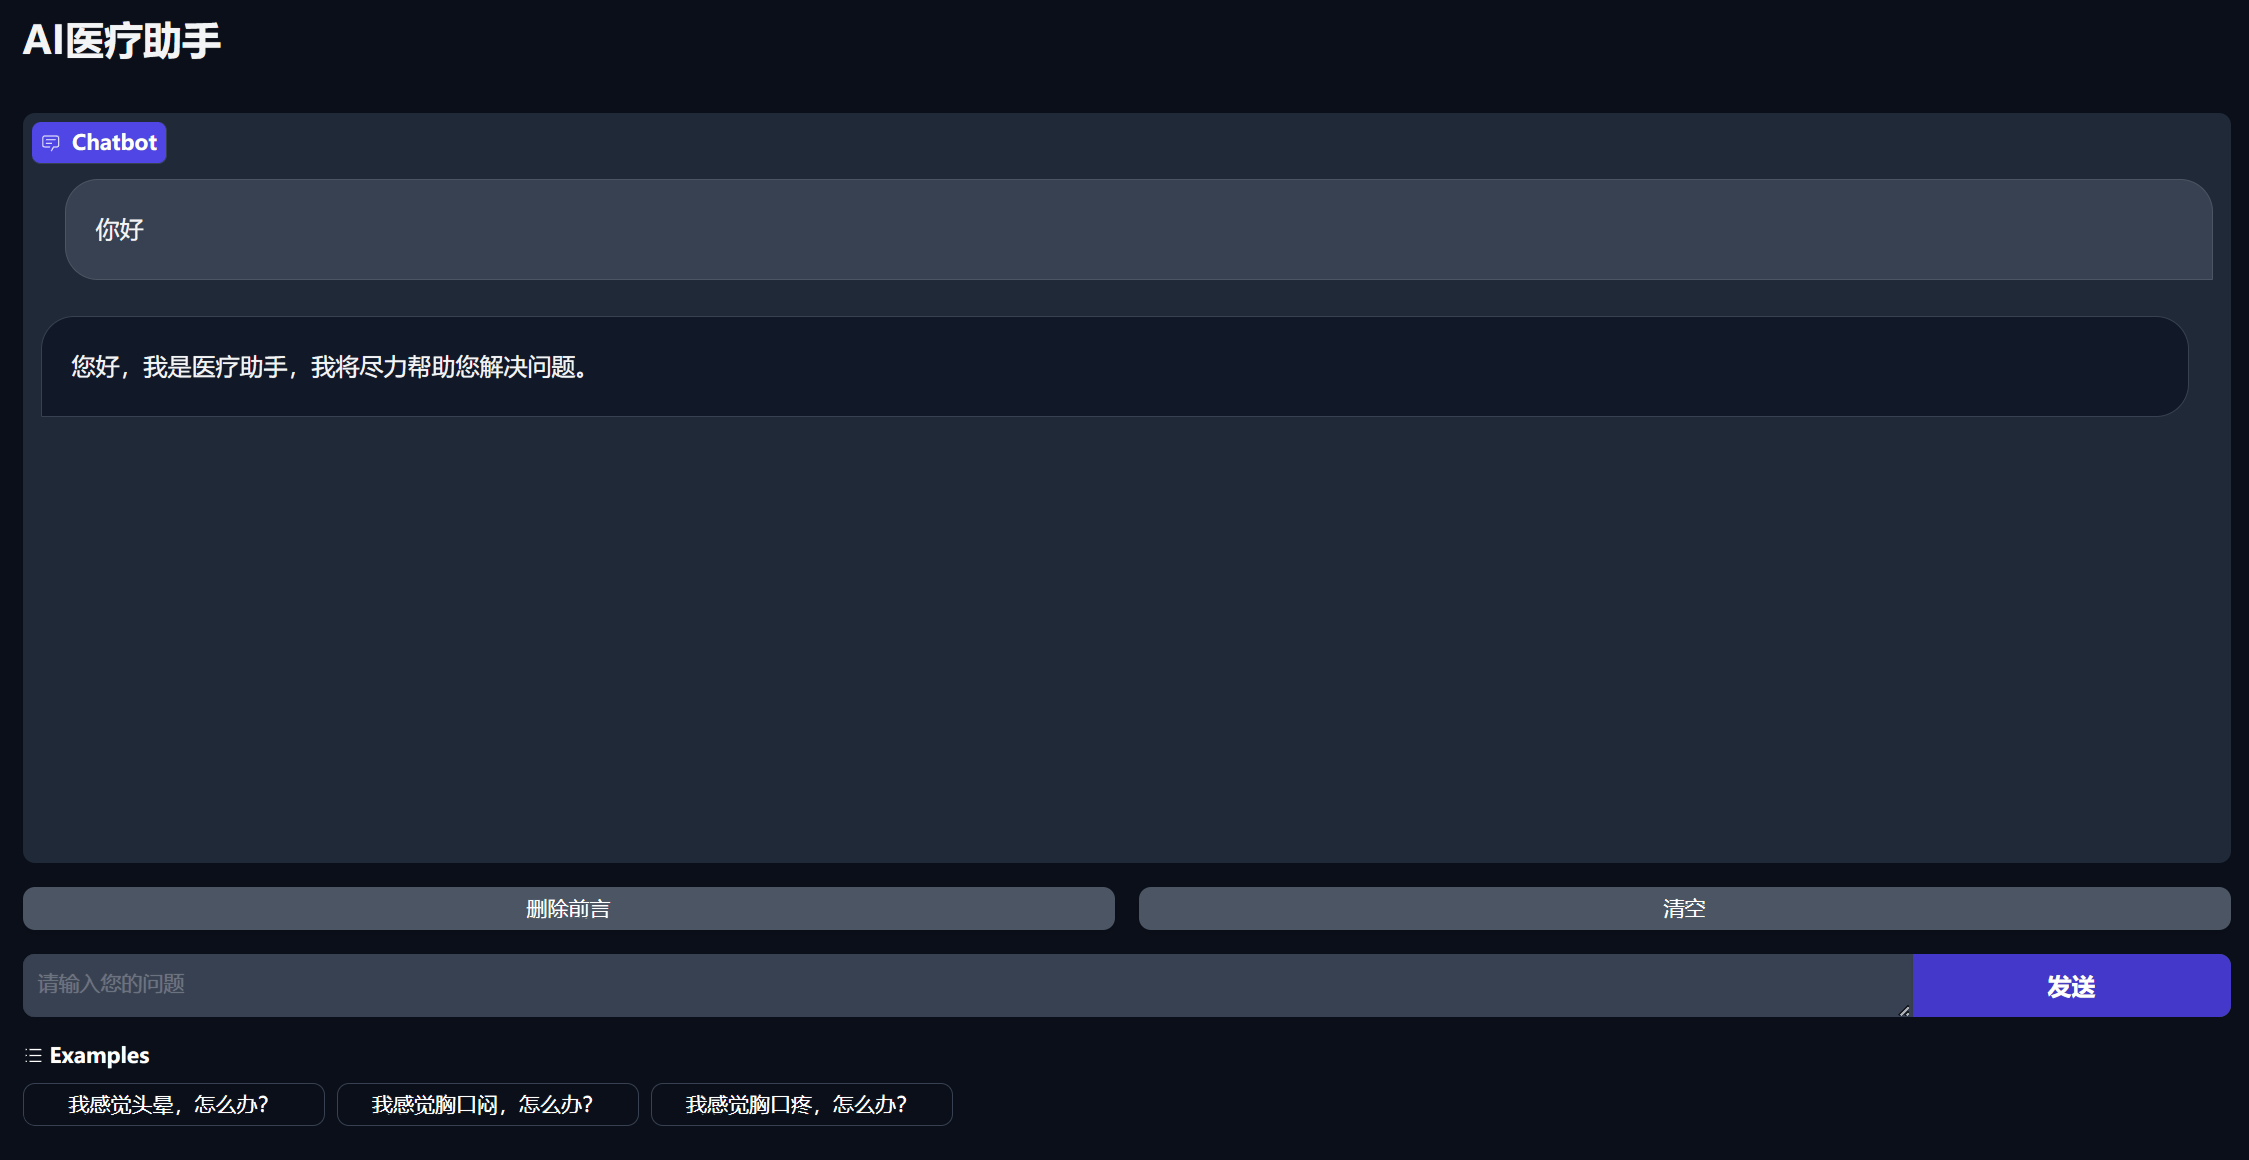 AI医疗助手
Chatbot
你好
您好，我是医疗助手，我将尽力帮助您解决问题。
删除前言
清空
请输入您的问题
发送
Examples
我感觉头晕，怎么办？
我感觉胸口闷，怎么办？
我感觉胸口疼，怎么办？